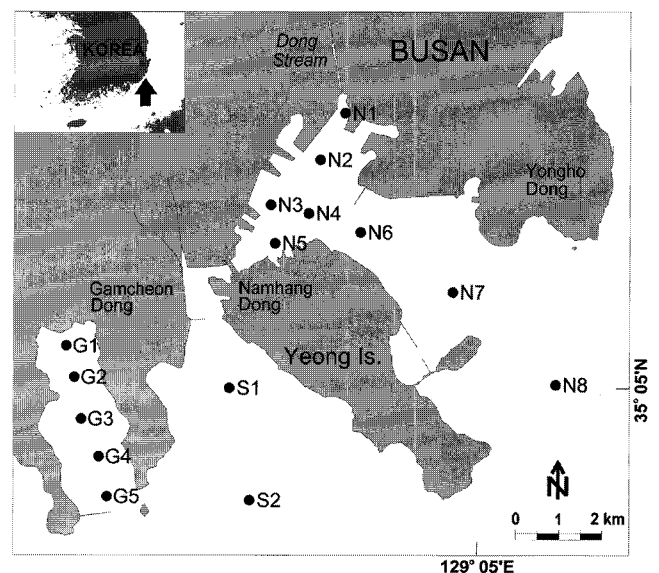 KOREA
Dong
Stream
BUSAN
N1
N2
Yongho
Dong
N3
N4
N5
N6
Gamcheon
Dong
Namhang
Dong
N7
Yeong Is.
G1
G2
S1
N8
35° 05'N
G3
G4
G5
S2
N
0 1 2 km
129° 05'E